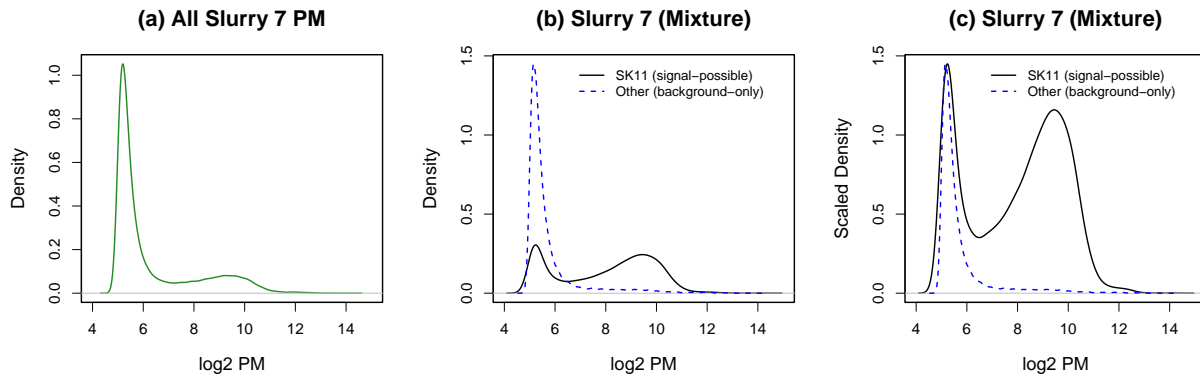 (a) All Slurry 7 PM
Density
0.0 0.2 0.4 0.6 0.8 1.0
4 6 8 10 12 14
log2 PM
(b) Slurry 7 (Mixture)
SK11 (signal−possible)
Other (background−only)
Density
0.0 0.5 1.0 1.5
4 6 8 10 12 14
log2 PM
(c) Slurry 7 (Mixture)
SK11 (signal−possible)
Other (background−only)
Scaled Density
0.0 0.5 1.0 1.5
4 6 8 10 12 14
log2 PM